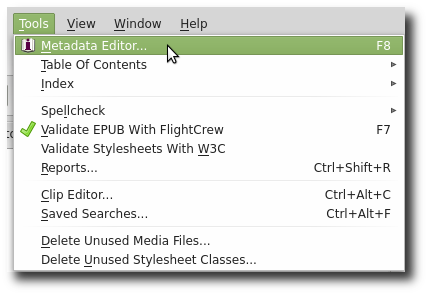 Tools View Window Help
Metadata Editor... F8
Table Of Contents
Index
Spellcheck
Validate EPUB With FlightCrew F7
Validate Stylesheets With W3C
Reports... Ctrl+Shift+R
Clip Editor... Ctrl+Alt+C
Saved Searches... Ctrl+Alt+F
Delete Unused Media Files...
Delete Unused Stylesheet Classes...